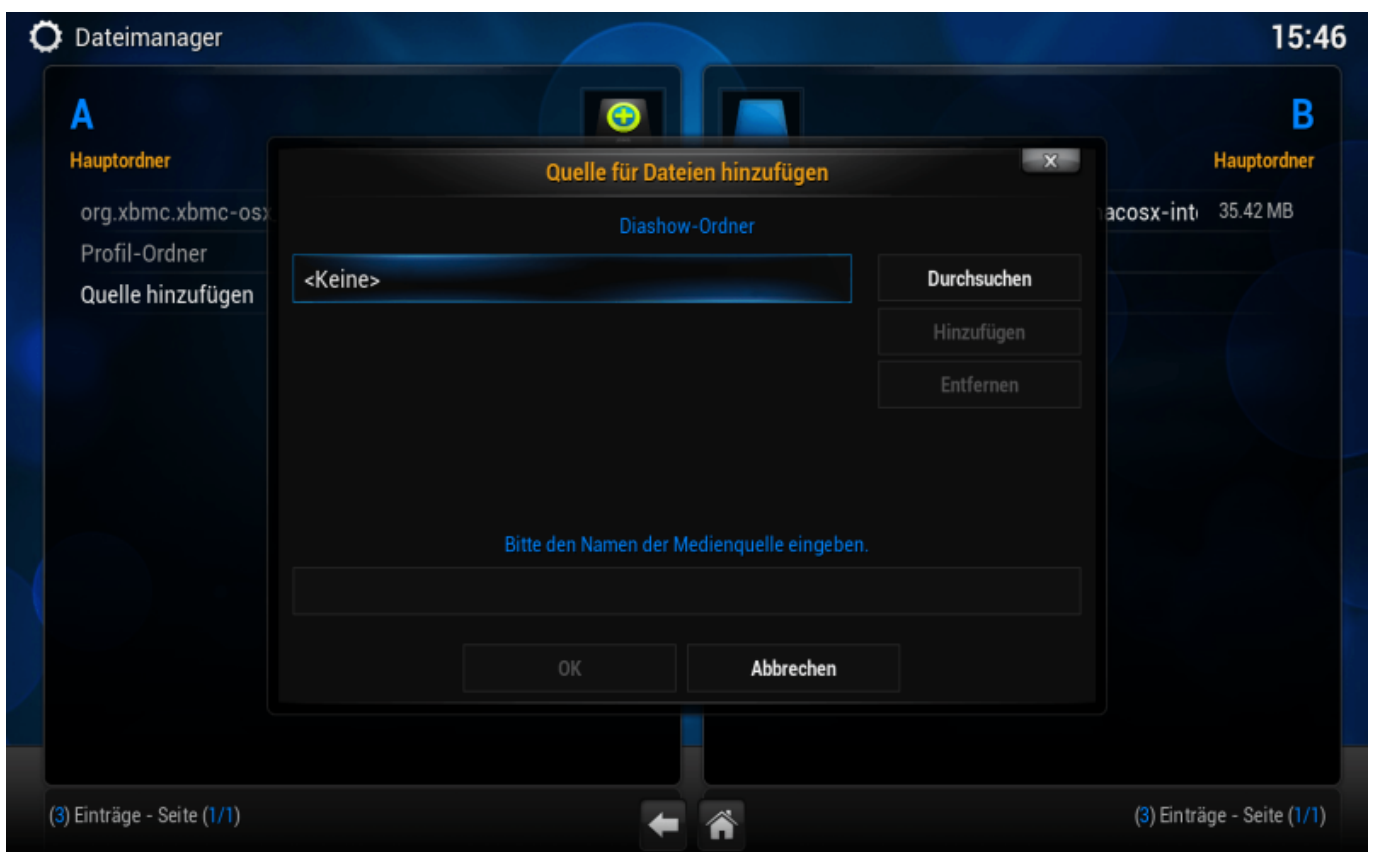 Dateimanager
15:46
A
B
Hauptordner
Hauptordner
Quelle für Dateien hinzufügen
X
org.xbmc.xbmc-osx
35.42 MB
Diashow-Ordner
Profil-Ordner
Quelle hinzufügen
<Keine>
Durchsuchen
Hinzufügen
Entfernen
Bitte den Namen der Medienquelle eingeben.
OK
Abbrechen
(3) Einträge - Seite (1/1)
(3) Einträge - Seite (1/1)